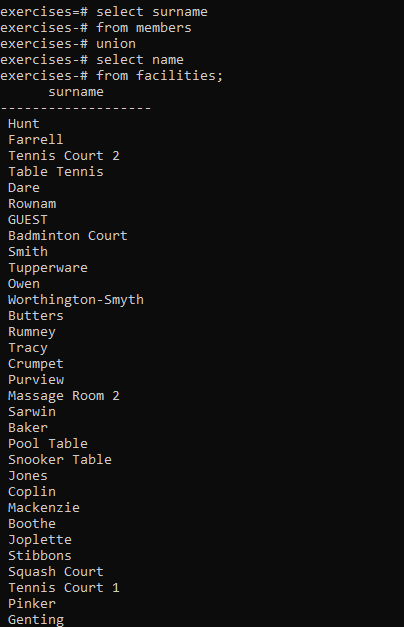 exercises=# select surname
exercises-# from members
exercises-# union
exercises-# select name
exercises-# from facilities;
surname
-------------------
Hunt
Farrell
Tennis Court 2
Table Tennis
Dare
Rownam
GUEST
Badminton Court
Smith
Tupperware
Owen
Worthington-Smyth
Butters
Rumney
Tracy
Crumpet
Purview
Massage Room 2
Sarwin
Baker
Pool Table
Snooker Table
Jones
Coplin
Mackenzie
Boothe
Joplette
Stibbons
Squash Court
Tennis Court 1
Pinker
Genting